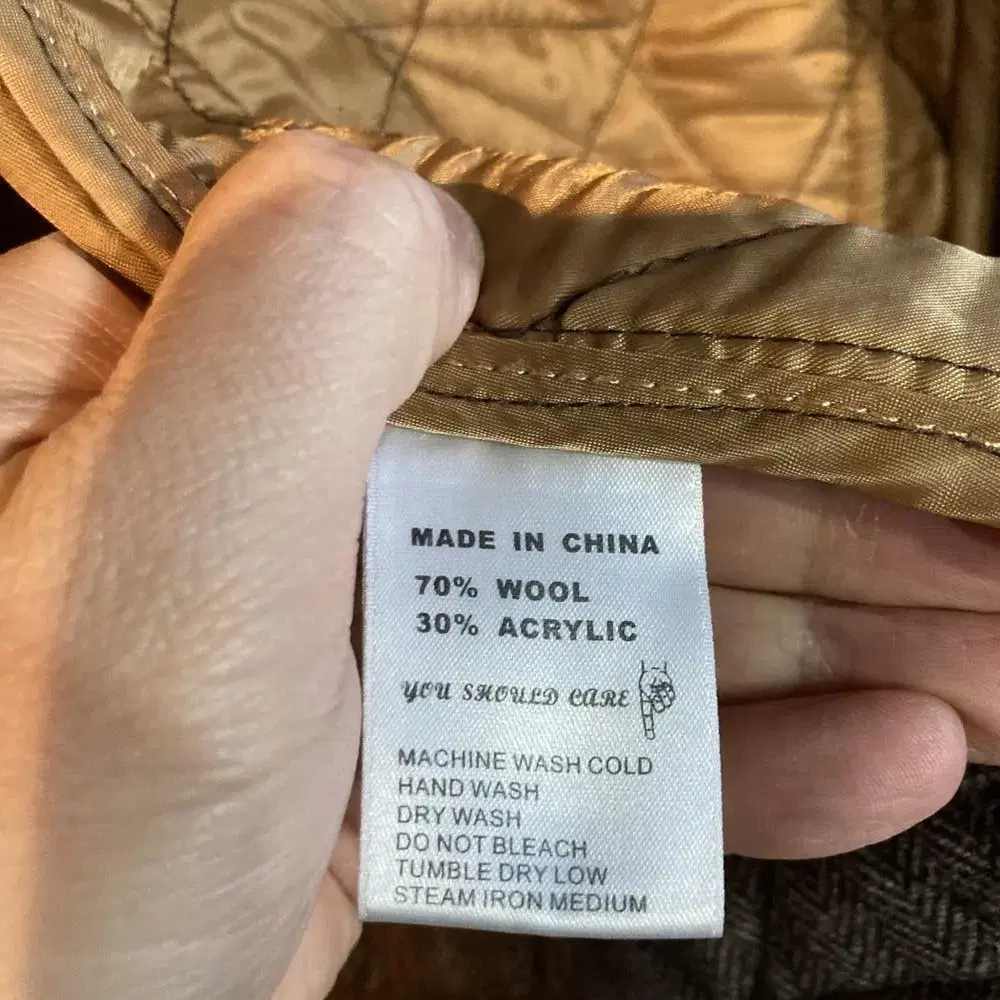 MADE IN CHINA
70% WOOL
30% ACRYLIC
YOU SHOULD CARE
MACHINE WASH COLD
HAND WASH
DRY WASH
DO NOT BLEACH
TUMBLE DRY LOW
STEAM IRON MEDIUM